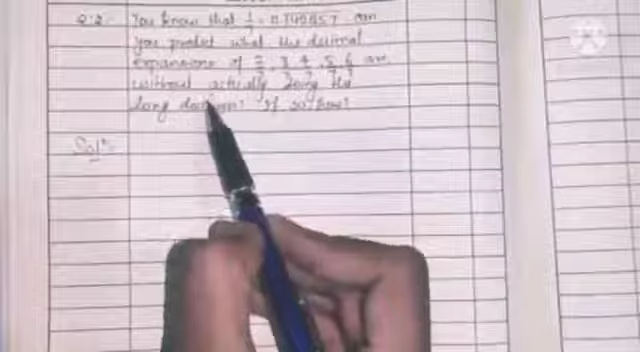 Q.2. You know that 1/7 = 0.142857. can
you predict what the decimal
expansions of 2/7, 3/7, 4/7, 5/7, 6/7 are
without actually doing the
long division? If so, how?
Solⁿ: